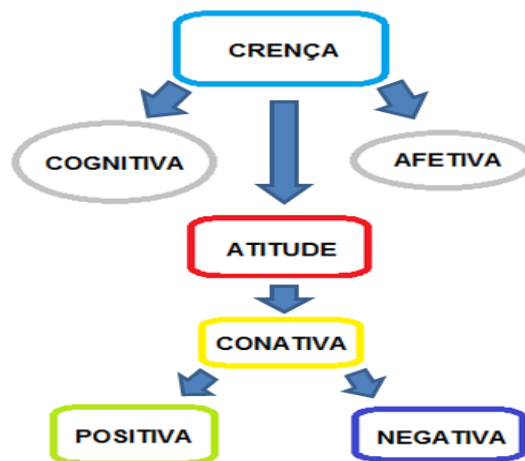 CRENÇA
COGNITIVA
AFETIVA
ATITUDE
CONATIVA
POSITIVA
NEGATIVA